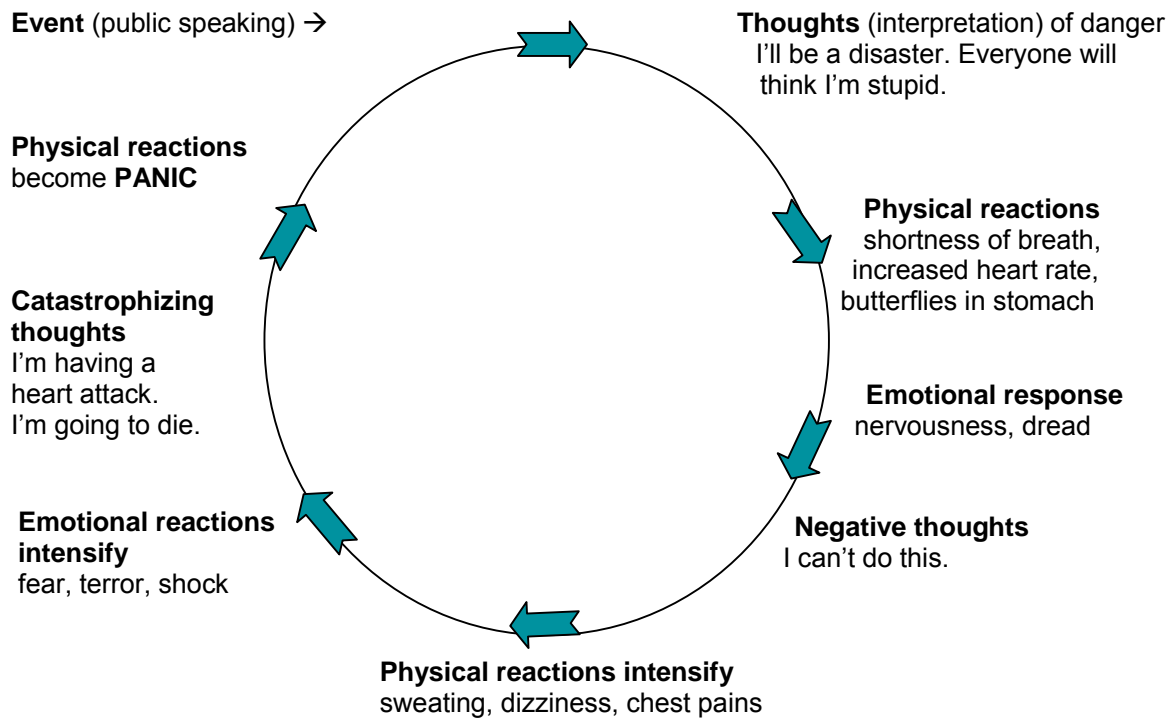 Event (public speaking) →
Thoughts (interpretation) of danger
I'll be a disaster. Everyone will
think I'm stupid.
Physical reactions
shortness of breath,
increased heart rate,
butterflies in stomach
Emotional response
nervousness, dread
Negative thoughts
I can't do this.
Physical reactions intensify
sweating, dizziness, chest pains
Emotional reactions
intensify
fear, terror, shock
Catastrophizing
thoughts
I'm having a
heart attack.
I'm going to die.
Physical reactions
become PANIC